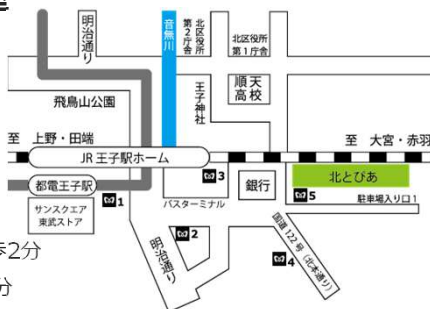 明治通り
音無川
北区役所
第2庁舎
北区役所
第1庁舎
順天
高校
王子神社
飛鳥山公園
至 上野・田端
至 大宮・赤羽
JR 王子駅ホーム
都電王子駅
3
北とぴあ
銀行
5
1
サンスクエア
東武ストア
バスターミナル
駐車場入り口1
歩2分
2
明治通り
国道122号(北本通り)
4
分